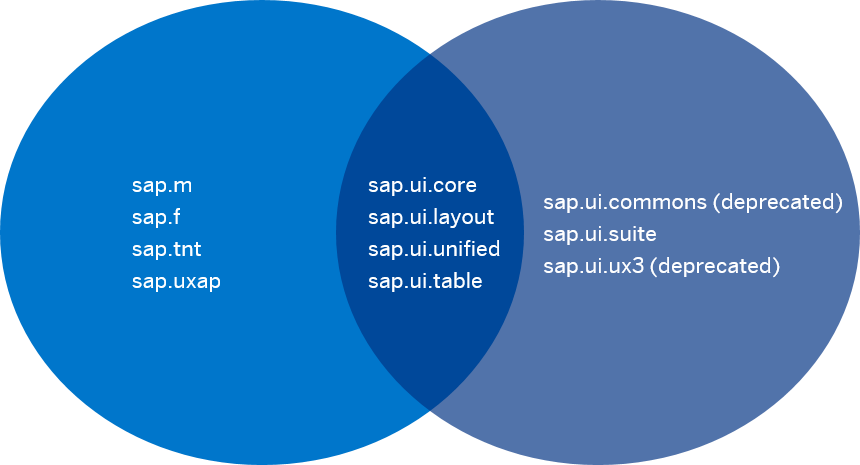 sap.m
sap.f
sap.tnt
sap.uxap
sap.ui.core
sap.ui.layout
sap.ui.unified
sap.ui.table
sap.ui.commons (deprecated)
sap.ui.suite
sap.ui.ux3 (deprecated)